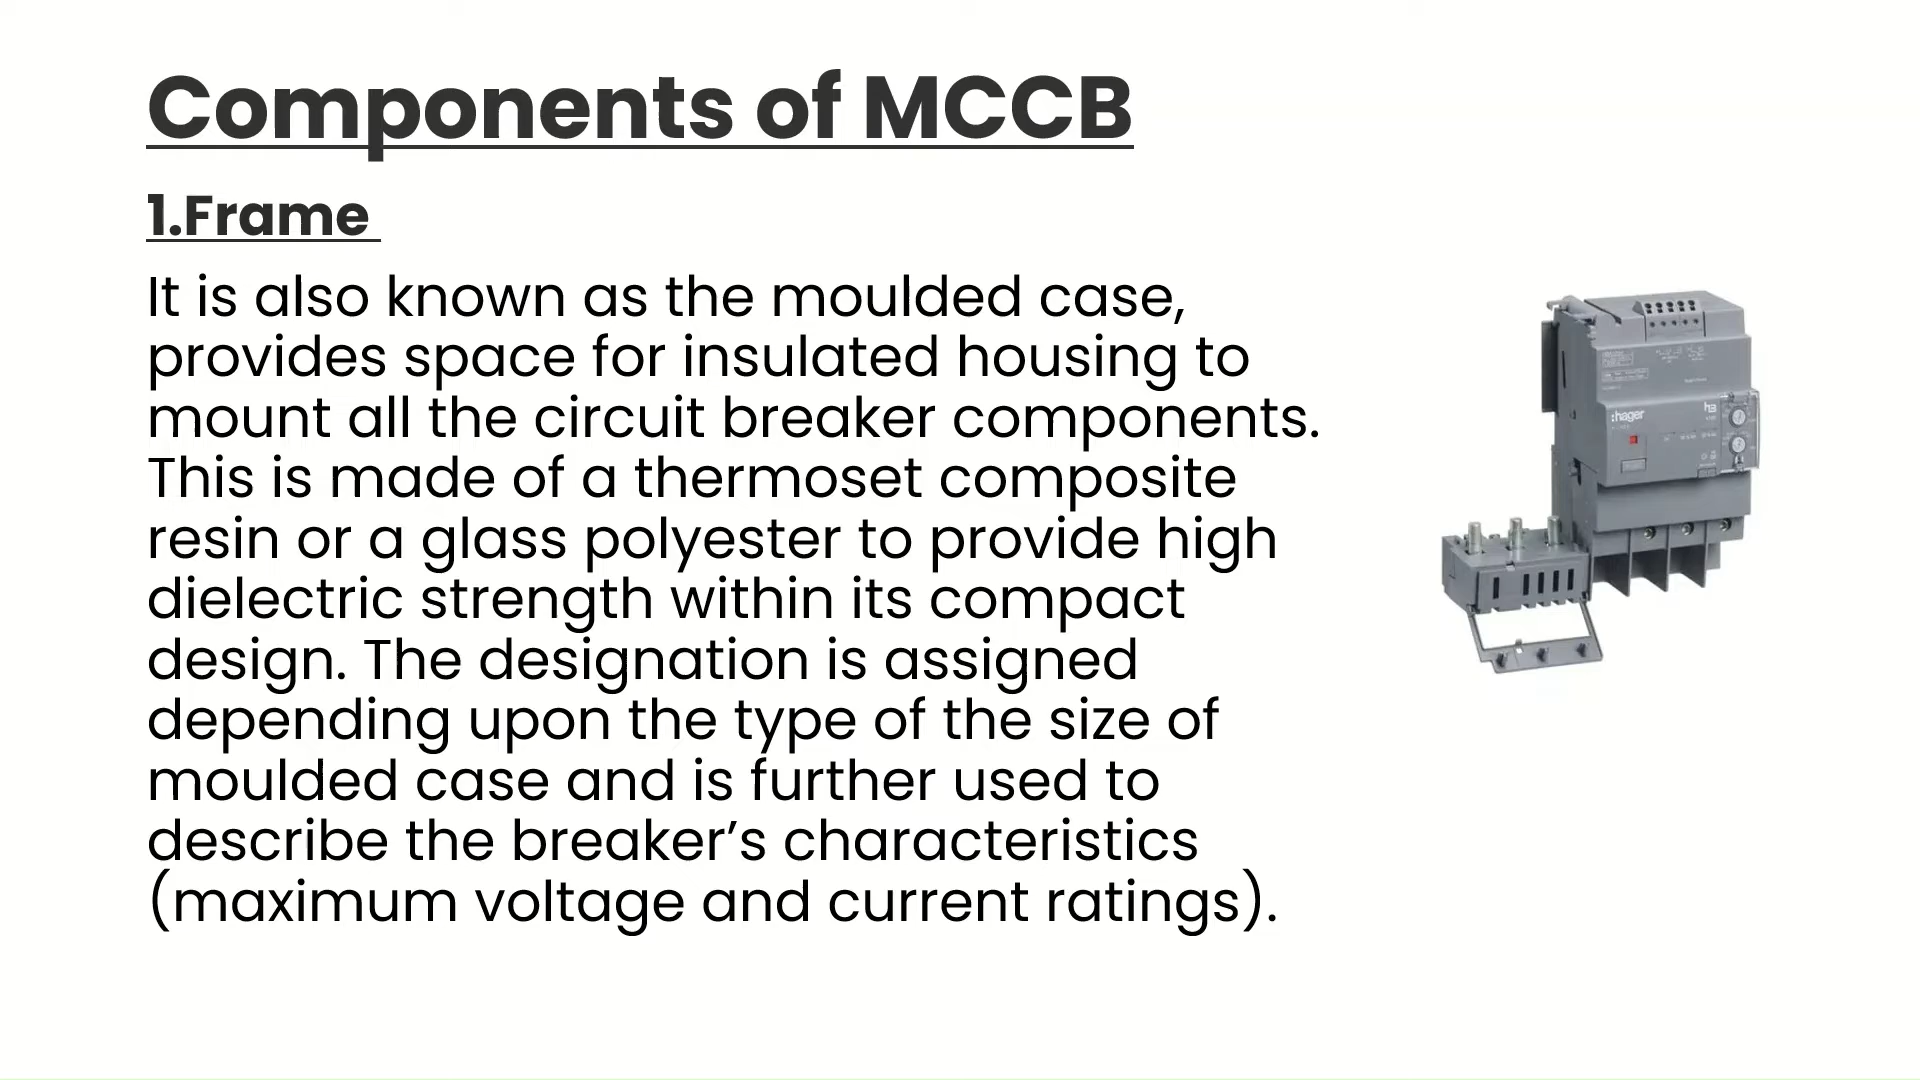 Components of MCCB
1.Frame
It is also known as the moulded case,
provides space for insulated housing to
mount all the circuit breaker components.
This is made of a thermoset composite
resin or a glass polyester to provide high
dielectric strength within its compact
design. The designation is assigned
depending upon the type of the size of
moulded case and is further used to
describe the breaker’s characteristics
(maximum voltage and current ratings).
:hager
h3